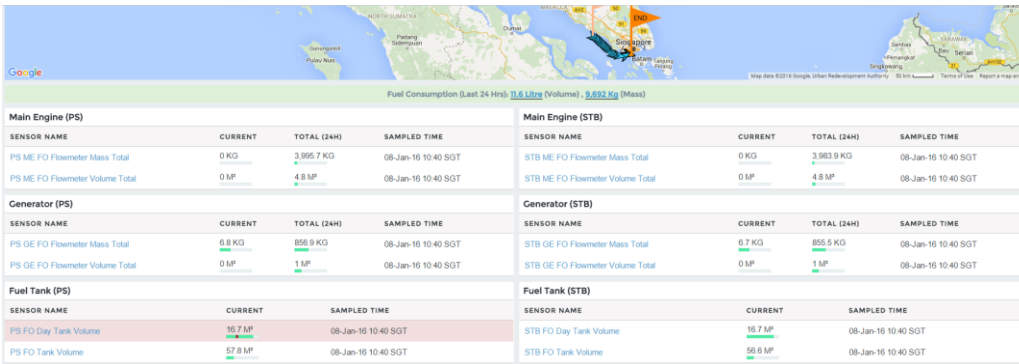 MALACCA
NORTH SUMATRA
END
Padang
Sidempuan
Dumai
Singapore
SARAWAK
Gunungsitoli
Pulau Nias
Batam
Tanjung
Pinang
Sambas
Bau
Serian
Pemangkat
Singkawang
Google
Map data ©2016 Google, Urban Redevelopment Authority 50 km Terms of Use Report a map err
Fuel Consumption (Last 24 Hrs): 11.6 Litre (Volume) , 9,692 Kg (Mass)
Main Engine (PS) Main Engine (STB)
SENSOR NAME CURRENT TOTAL (24H) SAMPLED TIME SENSOR NAME CURRENT TOTAL (24H) SAMPLED TIME
PS ME FO Flowmeter Mass Total 0 KG 3,995.7 KG 08-Jan-16 10:40 SGT STB ME FO Flowmeter Mass Total 0 KG 3,983.9 KG 08-Jan-16 10:40 SGT
PS ME FO Flowmeter Volume Total 0 M³ 4.8 M³ 08-Jan-16 10:40 SGT STB ME FO Flowmeter Volume Total 0 M³ 4.8 M³ 08-Jan-16 10:40 SGT
Generator (PS) Generator (STB)
SENSOR NAME CURRENT TOTAL (24H) SAMPLED TIME SENSOR NAME CURRENT TOTAL (24H) SAMPLED TIME
PS GE FO Flowmeter Mass Total 6.8 KG 856.9 KG 08-Jan-16 10:40 SGT STB GE FO Flowmeter Mass Total 6.7 KG 855.5 KG 08-Jan-16 10:40 SGT
PS GE FO Flowmeter Volume Total 0 M³ 1 M³ 08-Jan-16 10:40 SGT STB GE FO Flowmeter Volume Total 0 M³ 1 M³ 08-Jan-16 10:40 SGT
Fuel Tank (PS) Fuel Tank (STB)
SENSOR NAME CURRENT SAMPLED TIME SENSOR NAME CURRENT SAMPLED TIME
PS FO Day Tank Volume 16.7 M³ 08-Jan-16 10:40 SGT STB FO Day Tank Volume 16.7 M³ 08-Jan-16 10:40 SGT
PS FO Tank Volume 57.8 M³ 08-Jan-16 10:40 SGT STB FO Tank Volume 56.6 M³ 08-Jan-16 10:40 SGT